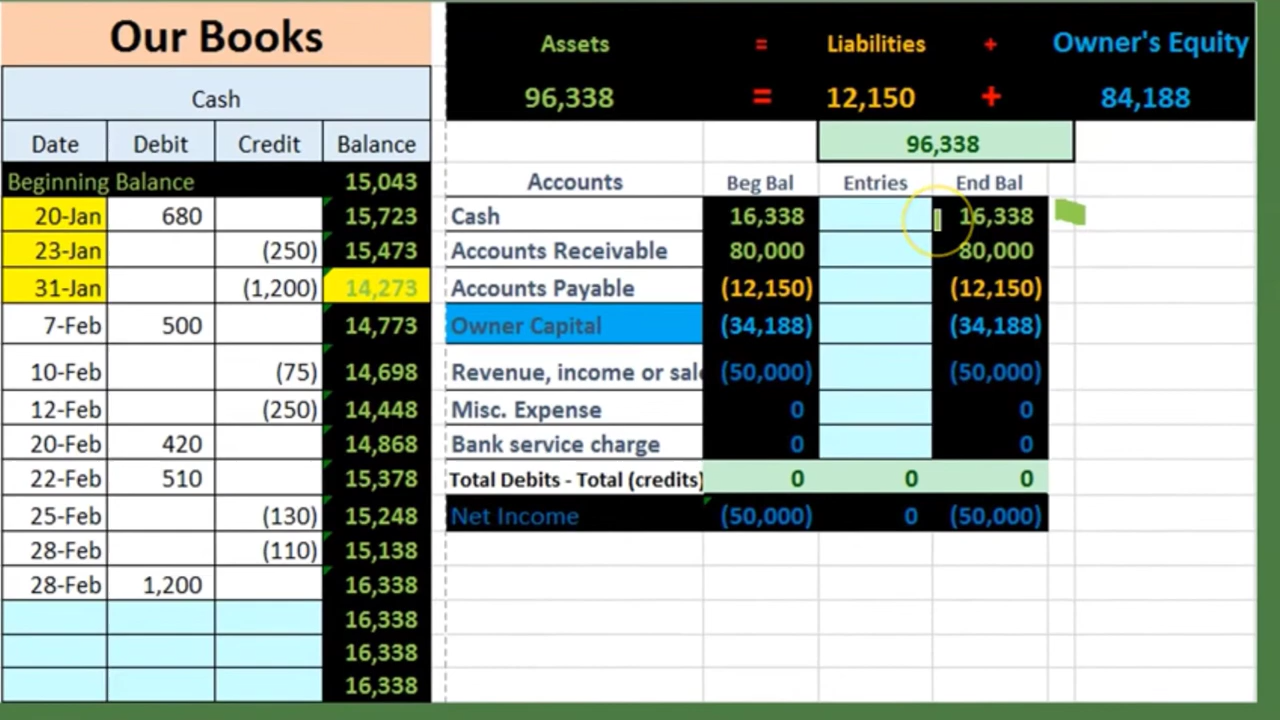 Our Books
Cash
Date Debit Credit Balance
Beginning Balance 15,043
20-Jan 680 15,723
23-Jan (250) 15,473
31-Jan (1,200) 14,273
7-Feb 500 14,773
10-Feb (75) 14,698
12-Feb (250) 14,448
20-Feb 420 14,868
22-Feb 510 15,378
25-Feb (130) 15,248
28-Feb (110) 15,138
28-Feb 1,200 16,338
16,338
16,338
16,338
Assets = Liabilities + Owner's Equity
96,338 = 12,150 + 84,188
96,338
Accounts Beg Bal Entries End Bal
Cash 16,338 16,338
Accounts Receivable 80,000 80,000
Accounts Payable (12,150) (12,150)
Owner Capital (34,188) (34,188)
Revenue, income or sale (50,000) (50,000)
Misc. Expense 0 0
Bank service charge 0 0
Total Debits - Total (credits) 0 0 0
Net Income (50,000) 0 (50,000)